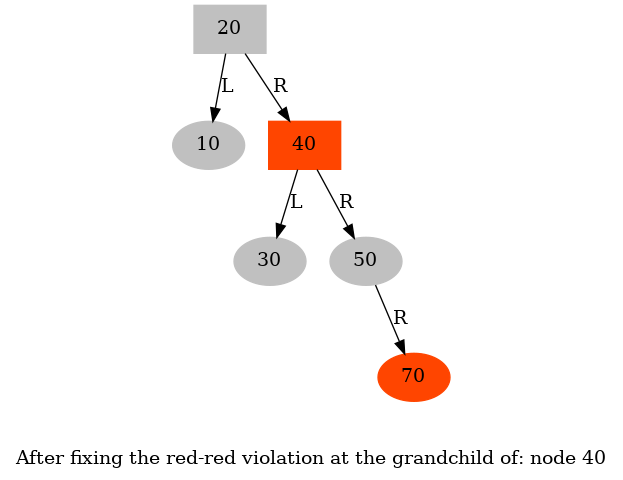 20
L
R
10
40
L
R
30
50
R
70
After fixing the red-red violation at the grandchild of: node 40